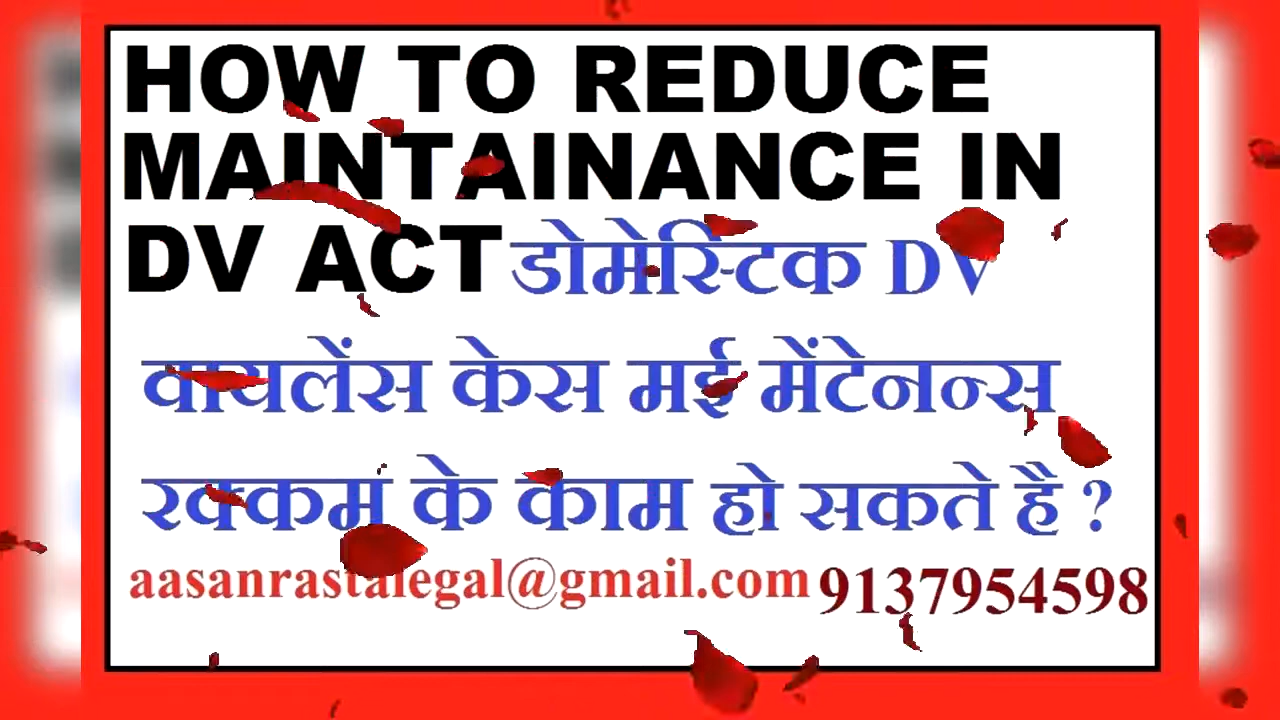 HOW TO REDUCE
MAINTAINANCE IN
DV ACT डोमेस्टिक DV
वायलेंस केस मई मेंटेनन्स
रक्कम के काम हो सकते है ?
aasanrastalegal@gmail.com 9137954598